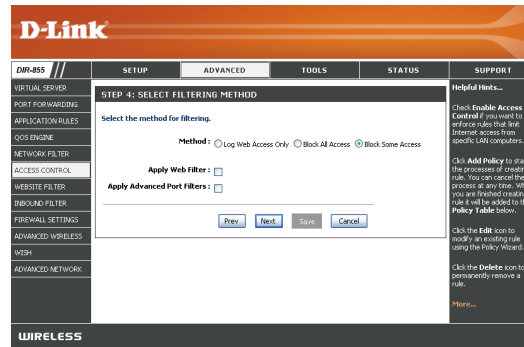 D-Link
DIR-855
SETUP
ADVANCED
TOOLS
STATUS
SUPPORT
VIRTUAL SERVER
PORT FORWARDING
APPLICATION RULES
QOS ENGINE
NETWORK FILTER
ACCESS CONTROL
WEBSITE FILTER
INBOUND FILTER
FIREWALL SETTINGS
ADVANCED WIRELESS
WISH
ADVANCED NETWORK
STEP 4: SELECT FILTERING METHOD
Select the method for filtering.
Method : Log Web Access Only Block All Access Block Some Access
Apply Web Filter :
Apply Advanced Port Filters :
Prev Next Save Cancel
Helpful Hints...
Check Enable Access
Control if you want to
enforce rules that limit
Internet access from
specific LAN computers.
Click Add Policy to sta
the processes of creatin
rule. You can cancel the
process at any time. Wh
you are finished creatin
rule it will be added to th
Policy Table below.
Click the Edit icon to
modify an existing rule
using the Policy Wizard.
Click the Delete icon to
permanently remove a
rule.
More...
WIRELESS